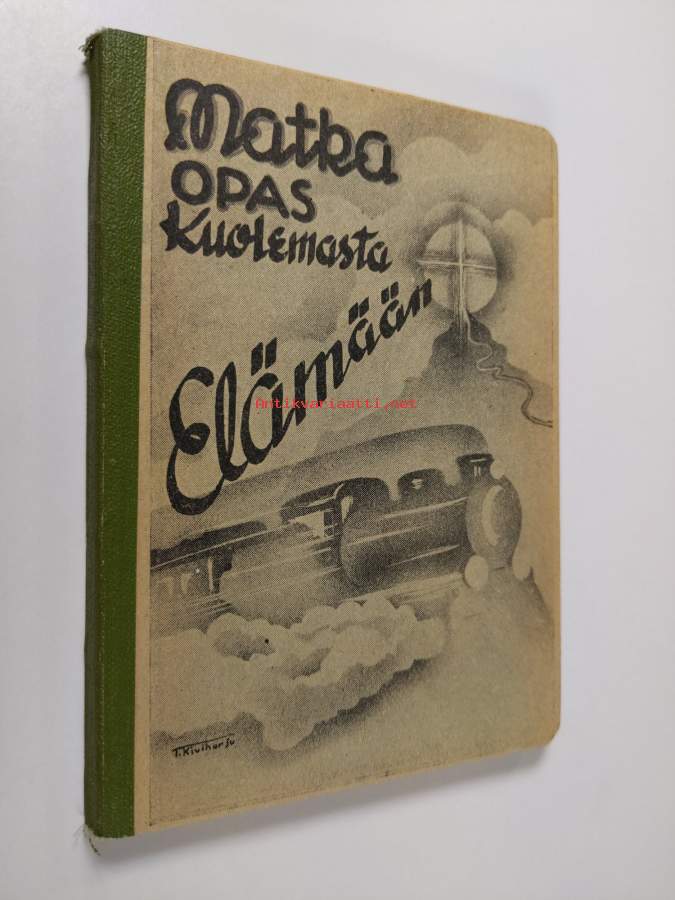 Matka
OPAS
Kuolemasta
Elämään
Antikvariaatti.net
T. Kiviharju